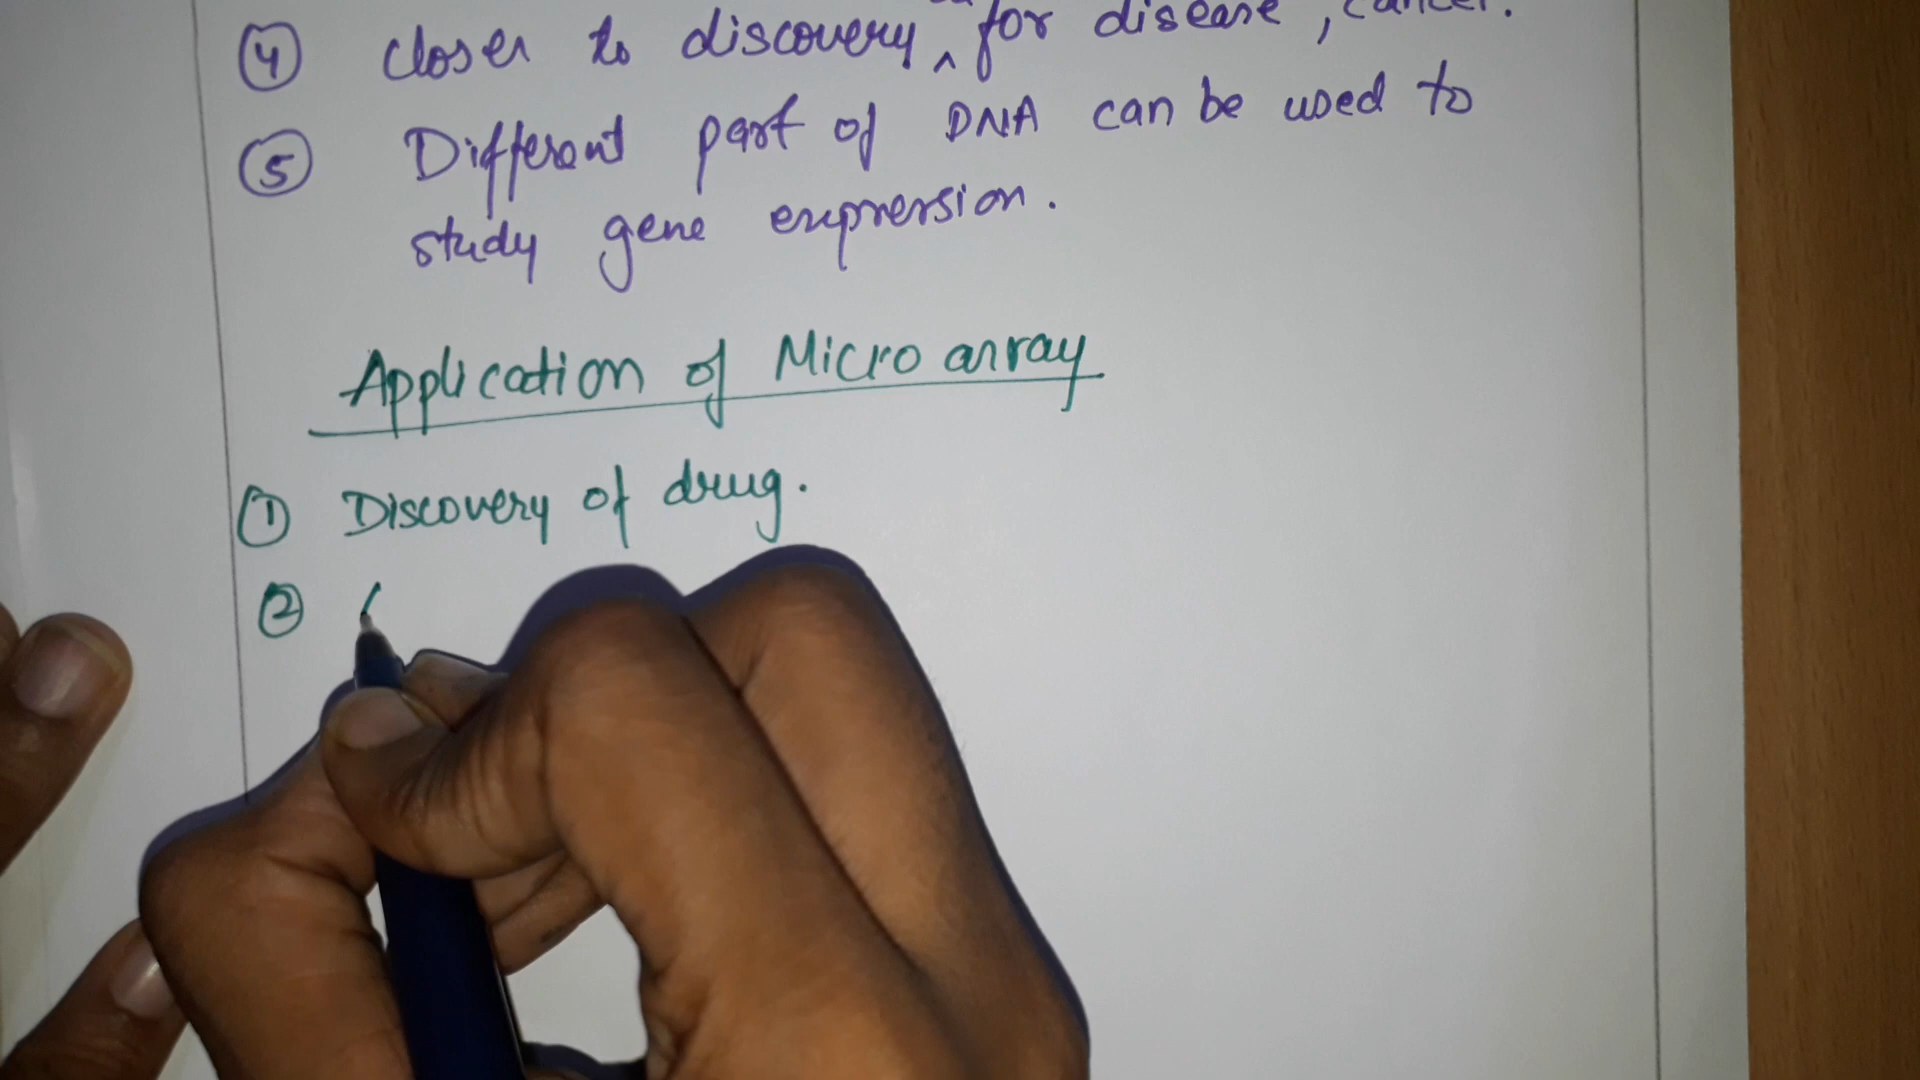 ④ closer to discovery ^ for disease, cancer.
⑤ Different part of DNA can be used to
study gene expression.
Application of Micro array
① Discovery of drug.
②